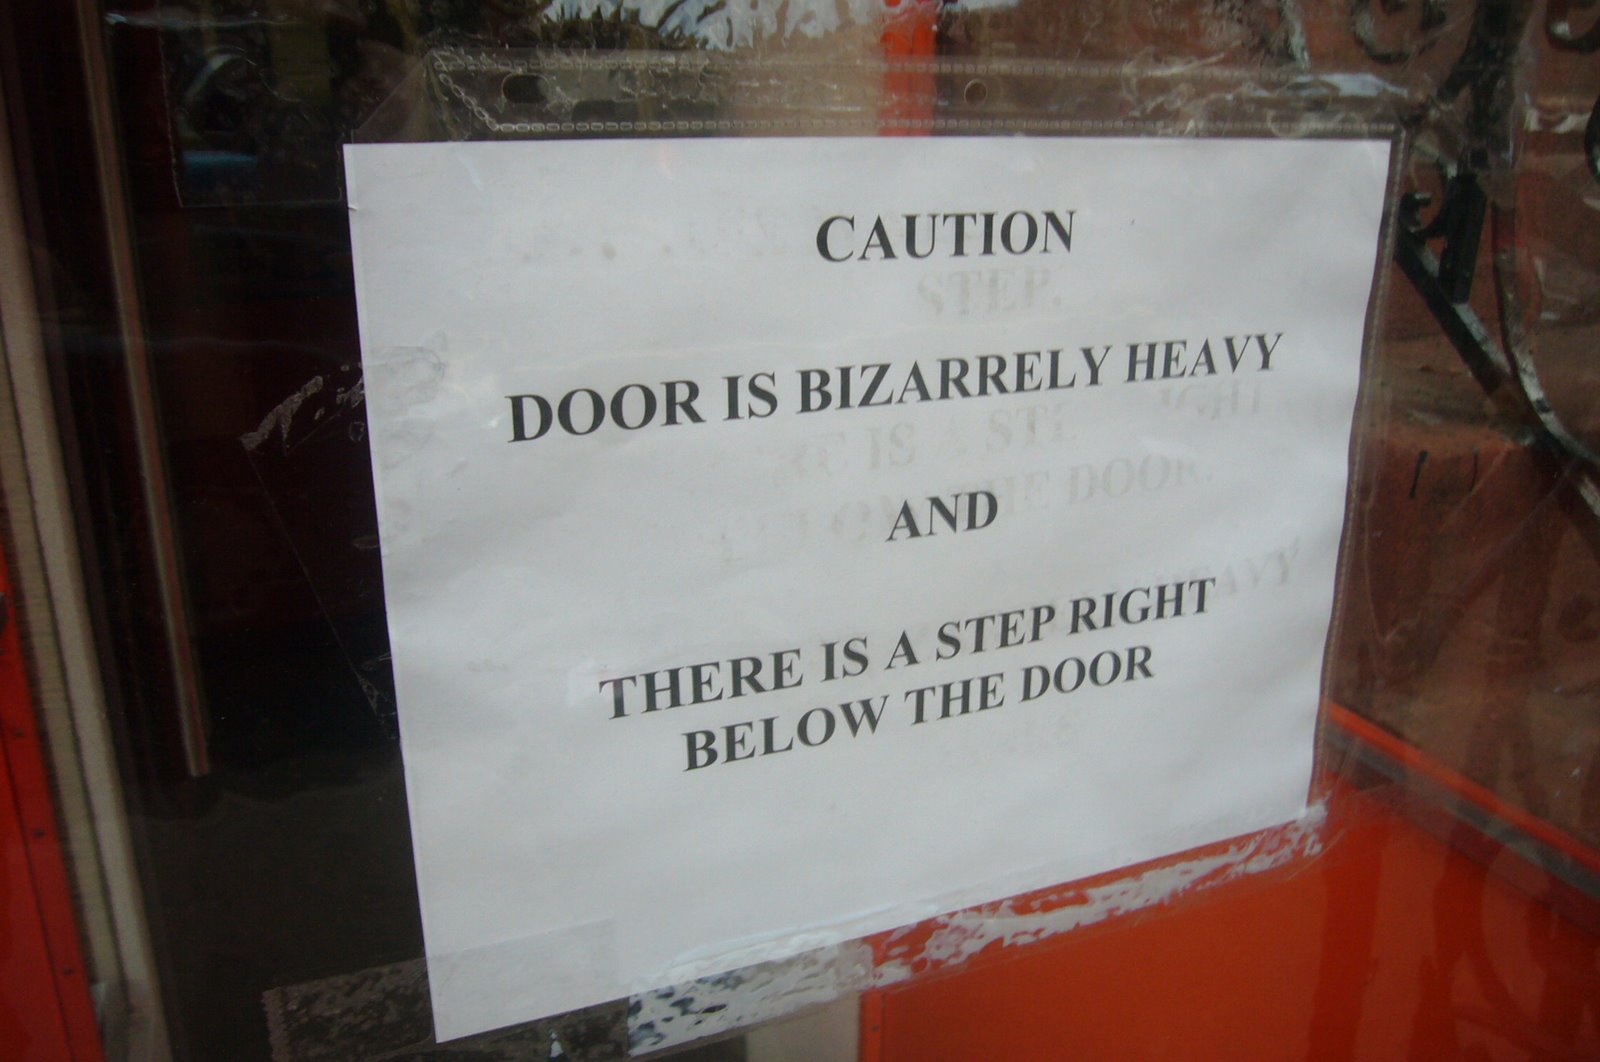 CAUTION
DOOR IS BIZARRELY HEAVY
AND
THERE IS A STEP RIGHT
BELOW THE DOOR